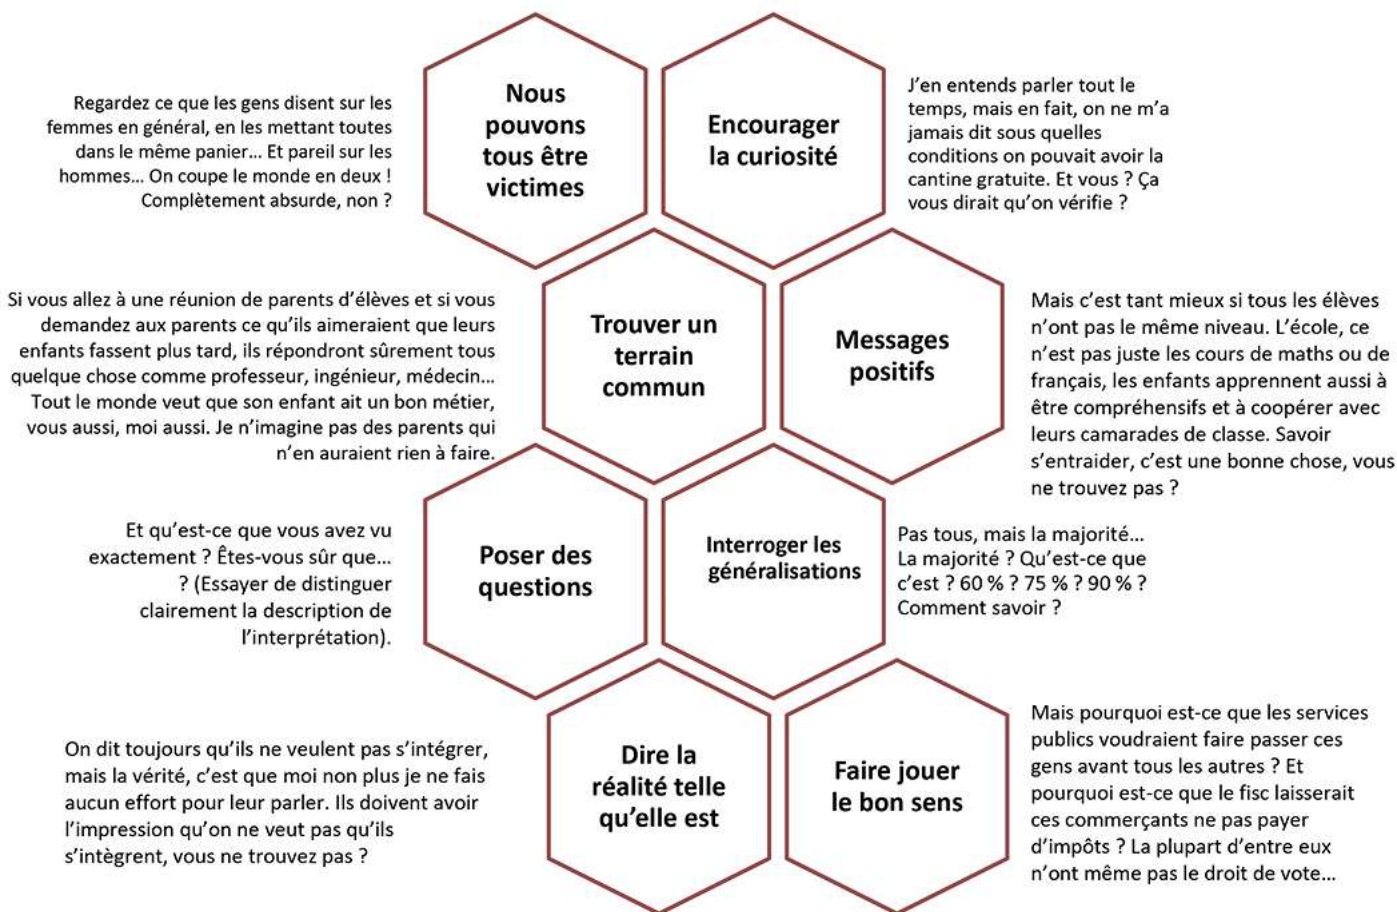 Regardez ce que les gens disent sur les
femmes en général, en les mettant toutes
dans le même panier... Et pareil sur les
hommes... On coupe le monde en deux !
Complètement absurde, non ?
Nous
pouvons
tous être
victimes
Encourager
la curiosité
J’en entends parler tout le
temps, mais en fait, on ne m’a
jamais dit sous quelles
conditions on pouvait avoir la
cantine gratuite. Et vous ? Ça
vous dirait qu’on vérifie ?
Si vous allez à une réunion de parents d’élèves et si vous
demandez aux parents ce qu’ils aimeraient que leurs
enfants fassent plus tard, ils répondront sûrement tous
quelque chose comme professeur, ingénieur, médecin...
Tout le monde veut que son enfant ait un bon métier,
vous aussi, moi aussi. Je n’imagine pas des parents qui
n’en auraient rien à faire.
Trouver un
terrain
commun
Messages
positifs
Mais c’est tant mieux si tous les élèves
n’ont pas le même niveau. L’école, ce
n’est pas juste les cours de maths ou de
français, les enfants apprennent aussi à
être compréhensifs et à coopérer avec
leurs camarades de classe. Savoir
s’entraider, c’est une bonne chose, vous
ne trouvez pas ?
Et qu’est-ce que vous avez vu
exactement ? Êtes-vous sûr que...
? (Essayer de distinguer
clairement la description de
l’interprétation).
Poser des
questions
Interroger les
généralisations
Pas tous, mais la majorité...
La majorité ? Qu’est-ce que
c’est ? 60 % ? 75 % ? 90 % ?
Comment savoir ?
On dit toujours qu’ils ne veulent pas s’intégrer,
mais la vérité, c’est que moi non plus je ne fais
aucun effort pour leur parler. Ils doivent avoir
l’impression qu’on ne veut pas qu’ils
s’intègrent, vous ne trouvez pas ?
Dire la
réalité telle
qu’elle est
Faire jouer
le bon sens
Mais pourquoi est-ce que les services
publics voudraient faire passer ces
gens avant tous les autres ? Et
pourquoi est-ce que le fisc laisserait
ces commerçants ne pas payer
d’impôts ? La plupart d’entre eux
n’ont même pas le droit de vote...